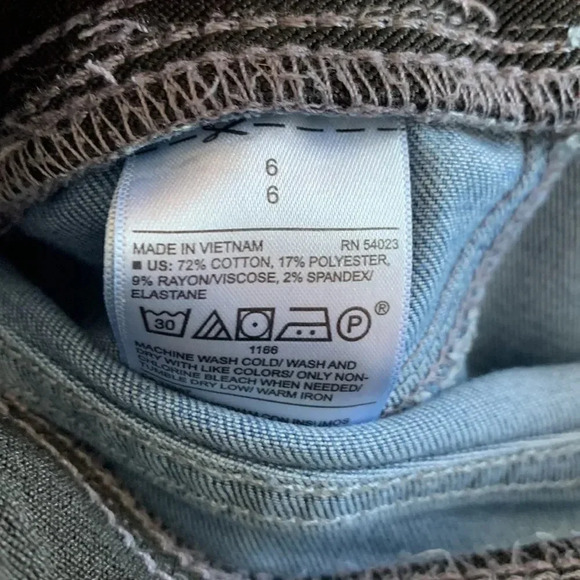 6
6
MADE IN VIETNAM RN 54023
■ US: 72% COTTON, 17% POLYESTER,
9% RAYON/VISCOSE, 2% SPANDEX/
ELASTANE
30 P ®
1166
MACHINE WASH COLD/ WASH AND
DRY WITH LIKE COLORS/ ONLY NON-
CHLORINE BLEACH WHEN NEEDED/
TUMBLE DRY LOW/ WARM IRON